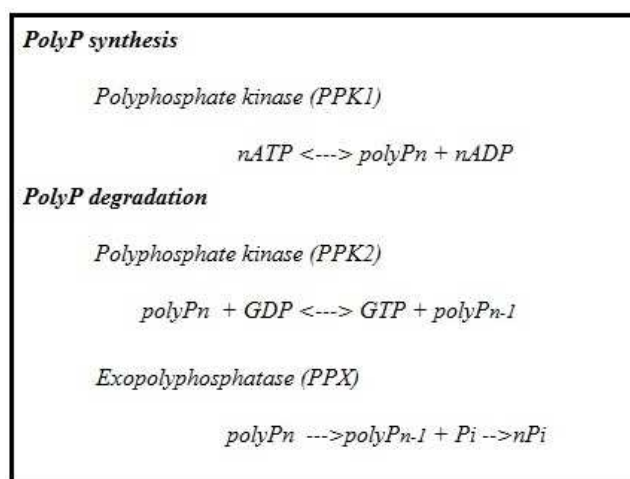 PolyP synthesis
Polyphosphate kinase (PPK1)
nATP <---> polyPn + nADP
PolyP degradation
Polyphosphate kinase (PPK2)
polyPn + GDP <---> GTP + polyPn-1
Exopolyphosphatase (PPX)
polyPn --->polyPn-1 + Pi -->nPi